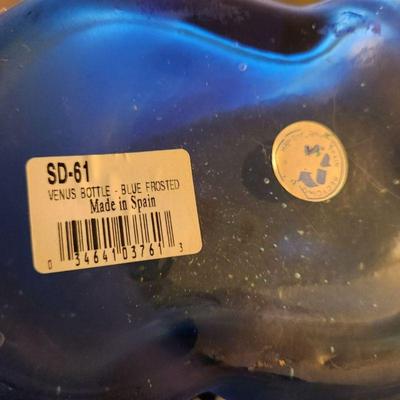 SD-61
VENUS BOTTLE - BLUE FROSTED
Made in Spain
0 34641 03761 3